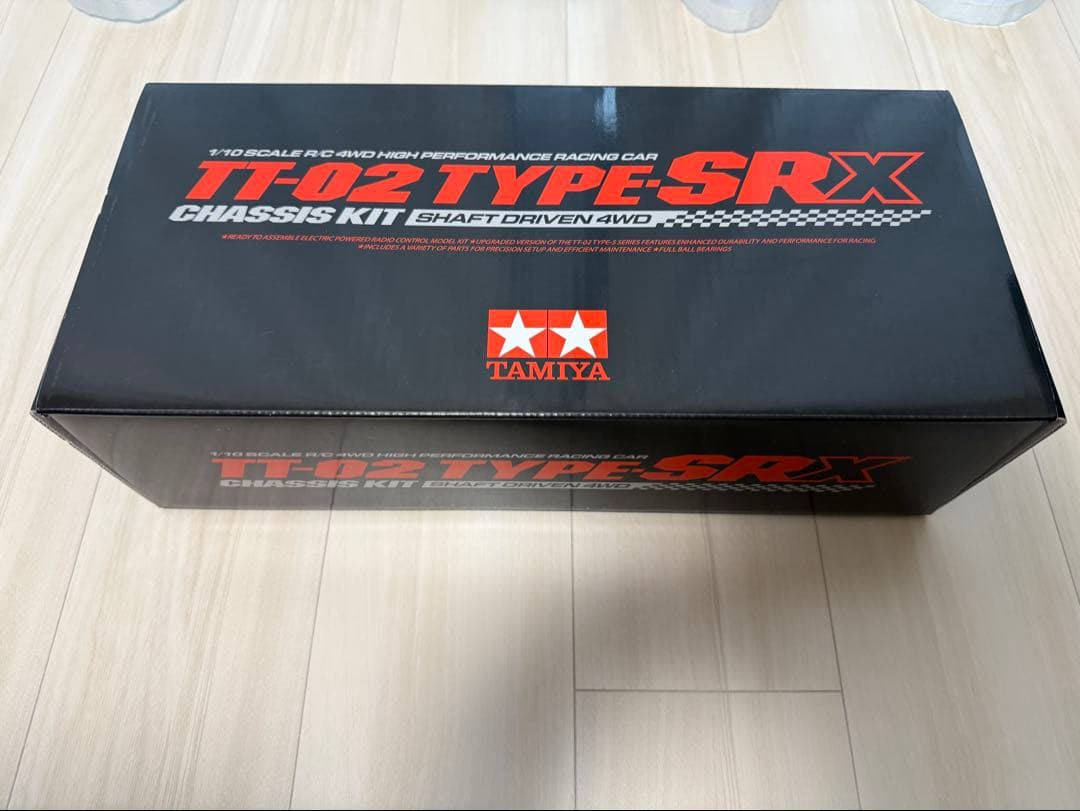 1/10 SCALE R/C 4WD HIGH PERFORMANCE RACING CAR
TT-02 TYPE-SRX
CHASSIS KIT SHAFT DRIVEN 4WD
★READY TO ASSEMBLE ELECTRIC POWERED RADIO CONTROL MODEL KIT ★UPGRADED VERSION OF THE TT-02 TYPE-S SERIES FEATURES ENHANCED DURABILITY AND PERFORMANCE FOR RACING
★INCLUDES A VARIETY OF PARTS FOR PRECISION SETUP AND EFFICIENT MAINTENANCE ★FULL BALL BEARINGS
TAMIYA
1/10 SCALE R/C 4WD HIGH PERFORMANCE RACING CAR
TT-02 TYPE-SRX
CHASSIS KIT SHAFT DRIVEN 4WD